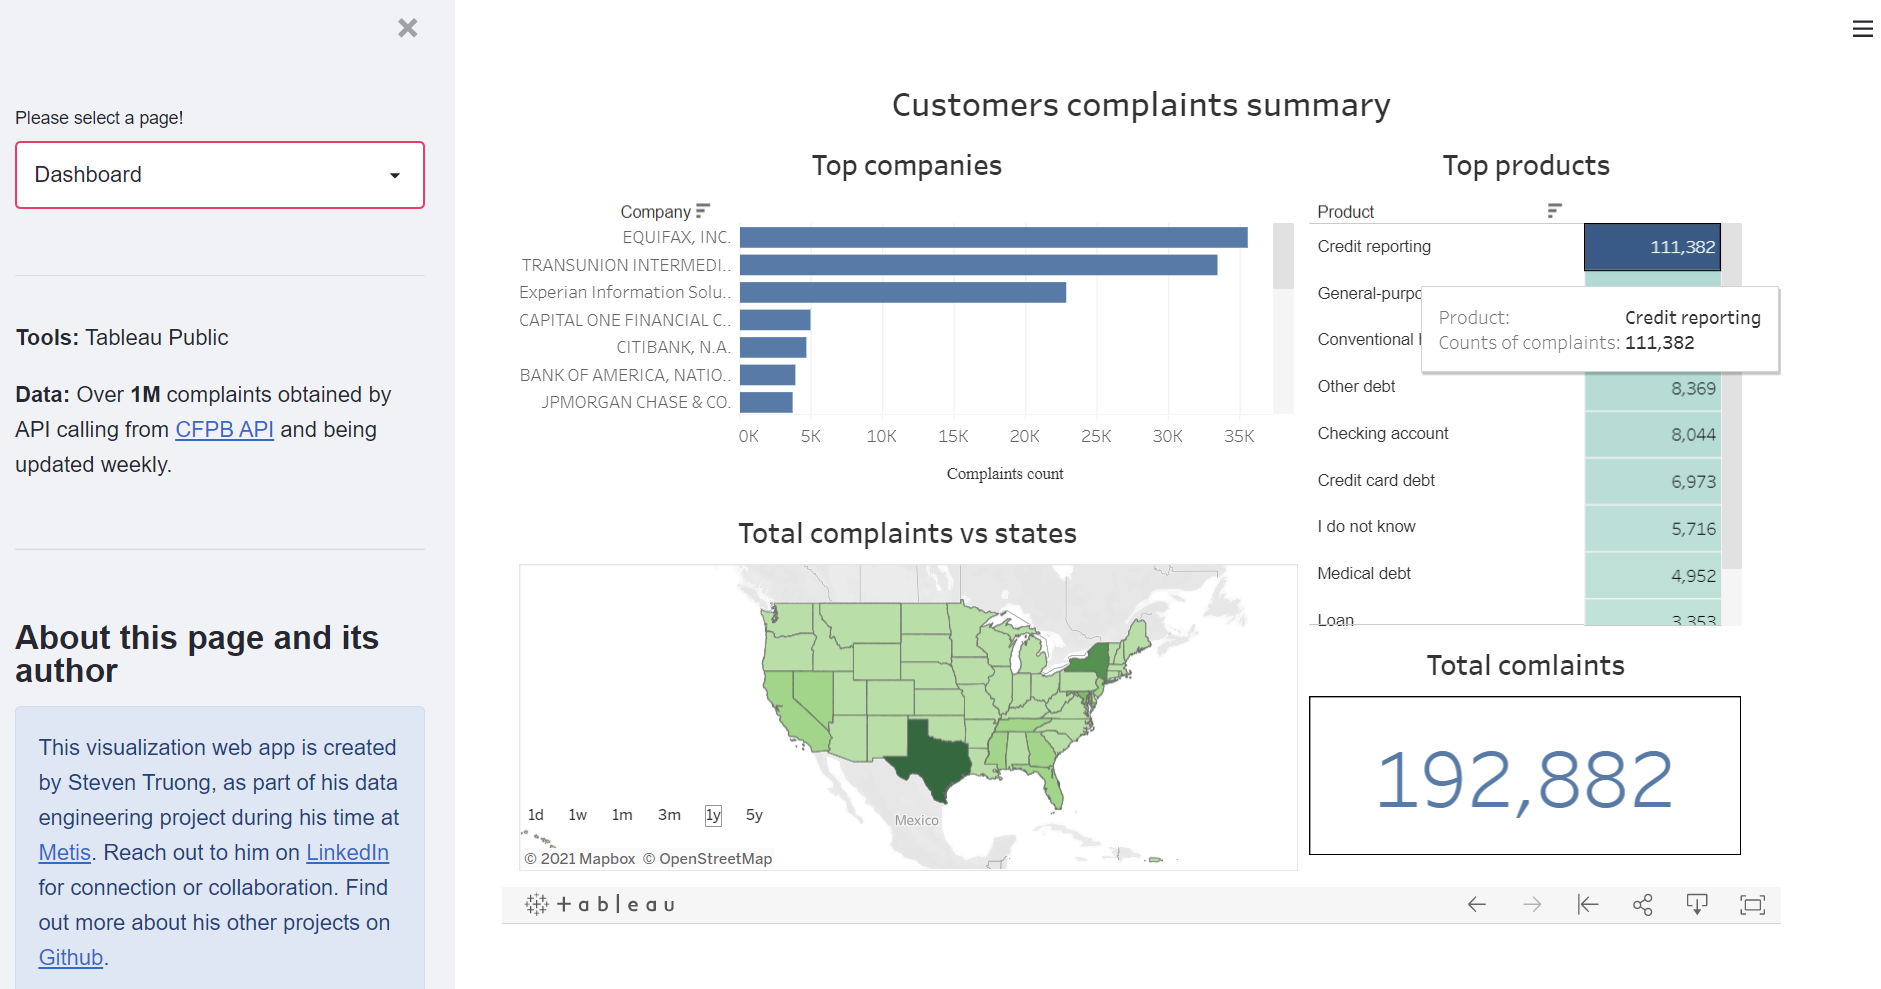 Please select a page!
Dashboard
Tools: Tableau Public
Data: Over 1M complaints obtained by
API calling from CFPB API and being
updated weekly.
About this page and its
author
This visualization web app is created
by Steven Truong, as part of his data
engineering project during his time at
Metis. Reach out to him on LinkedIn
for connection or collaboration. Find
out more about his other projects on
Github.
Customers complaints summary
Top companies
Company
EQUIFAX, INC.
TRANSUNION INTERMEDI..
Experian Information Solu..
CAPITAL ONE FINANCIAL C..
CITIBANK, N.A.
BANK OF AMERICA, NATIO..
JPMORGAN CHASE & CO.
0K 5K 10K 15K 20K 25K 30K 35K
Complaints count
Top products
Product
Credit reporting 111,382
General-purpo
Conventional
Product: Credit reporting
Counts of complaints: 111,382
Other debt 8,369
Checking account 8,044
Credit card debt 6,973
I do not know 5,716
Medical debt 4,952
Loan 3,353
Total complaints vs states
Mexico
1d 1w 1m 3m 1y 5y
© 2021 Mapbox © OpenStreetMap
Total comlaints
192,882
+ableau